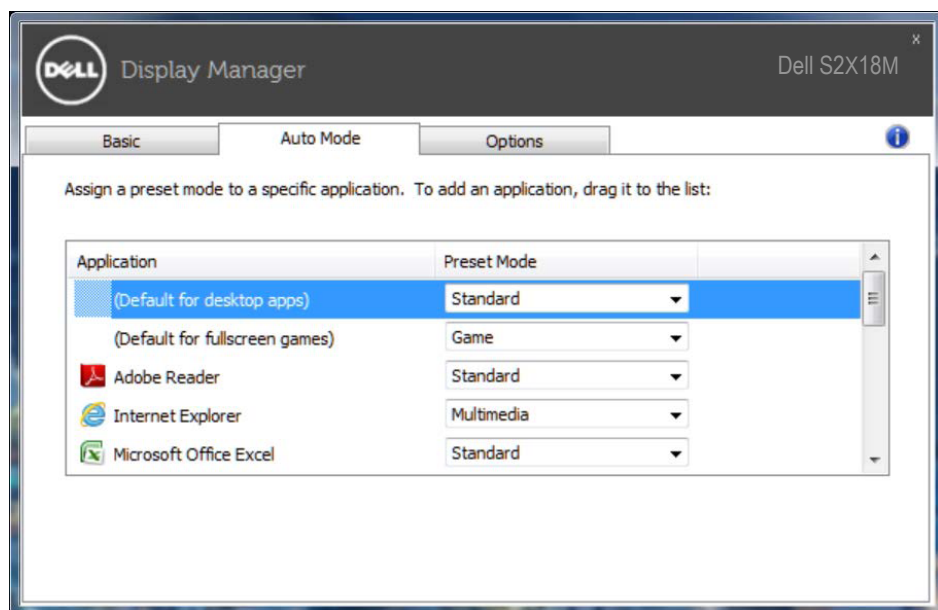 DELL Display Manager Dell S2X18M x
Basic Auto Mode Options i
Assign a preset mode to a specific application. To add an application, drag it to the list:
Application Preset Mode
(Default for desktop apps) Standard
(Default for fullscreen games) Game
Adobe Reader Standard
Internet Explorer Multimedia
Microsoft Office Excel Standard